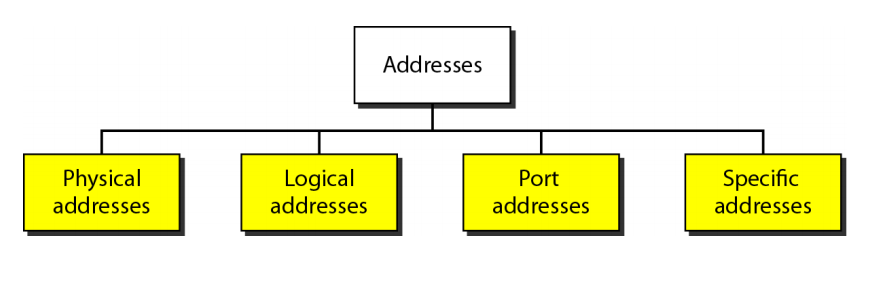 Addresses
Physical
addresses
Logical
addresses
Port
addresses
Specific
addresses